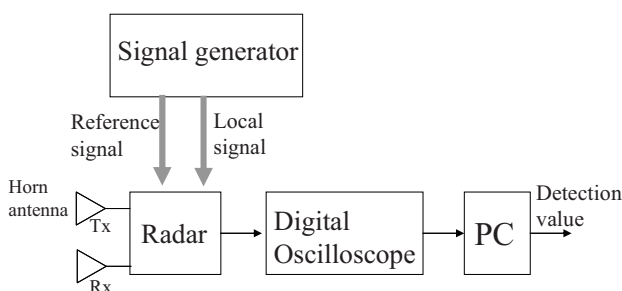 Signal generator
Reference
signal
Local
signal
Horn
antenna
Tx
Rx
Radar
Digital
Oscilloscope
PC
Detection
value